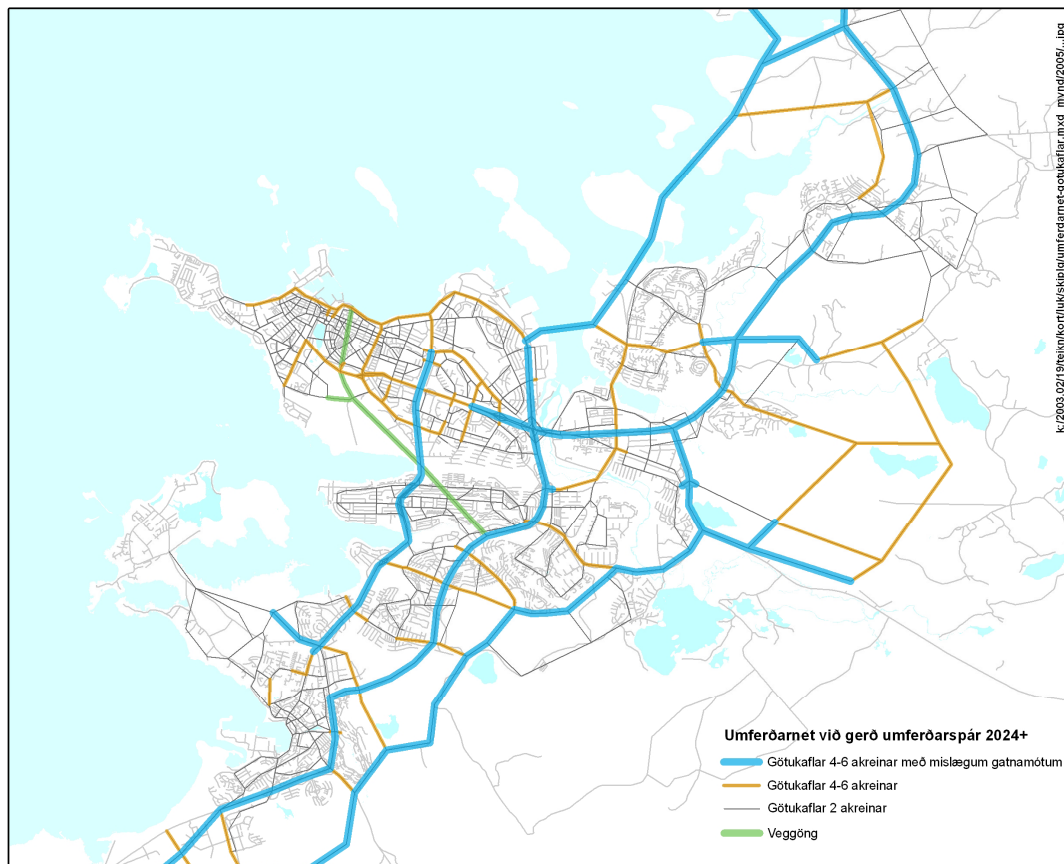 Umferðarnet við gerð umferðarspár 2024+
Götukaflar 4-6 akreinar með mislægum gatnamótum
Götukaflar 4-6 akreinar
Götukaflar 2 akreinar
Veggöng